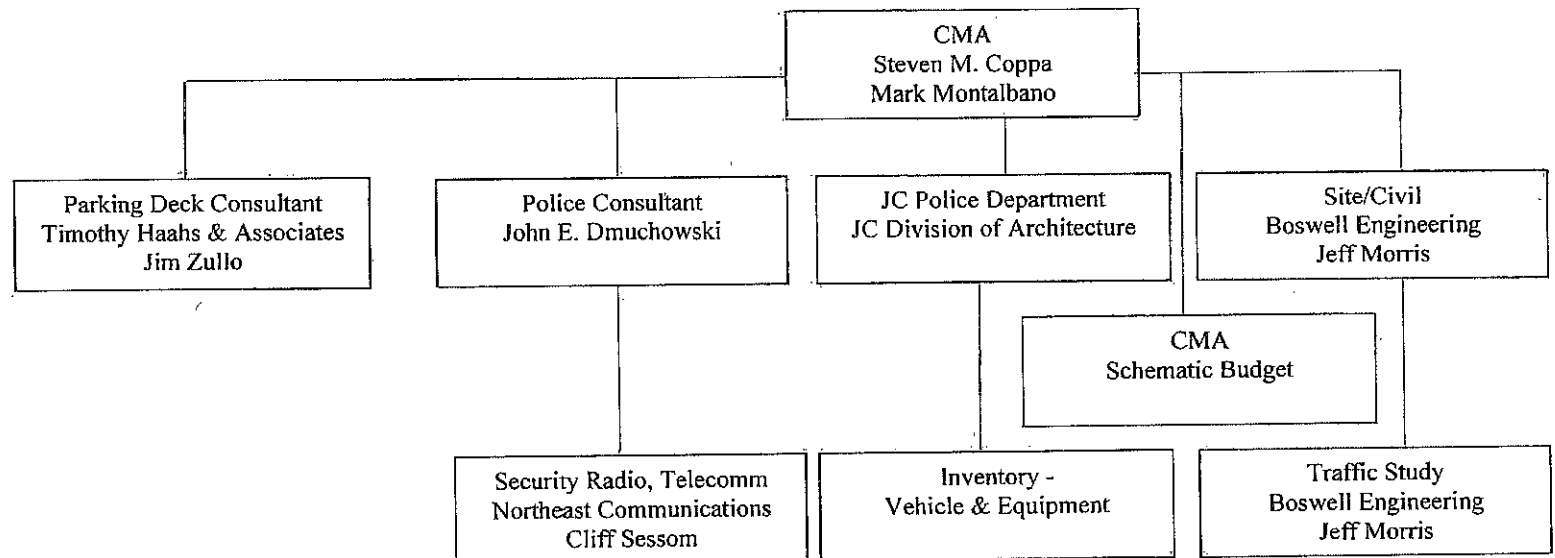 CMA
Steven M. Coppa
Mark Montalbano
Parking Deck Consultant
Timothy Haahs & Associates
Jim Zullo
Police Consultant
John E. Dmuchowski
JC Police Department
JC Division of Architecture
Site/Civil
Boswell Engineering
Jeff Morris
CMA
Schematic Budget
Security Radio, Telecomm
Northeast Communications
Cliff Sessom
Inventory -
Vehicle & Equipment
Traffic Study
Boswell Engineering
Jeff Morris